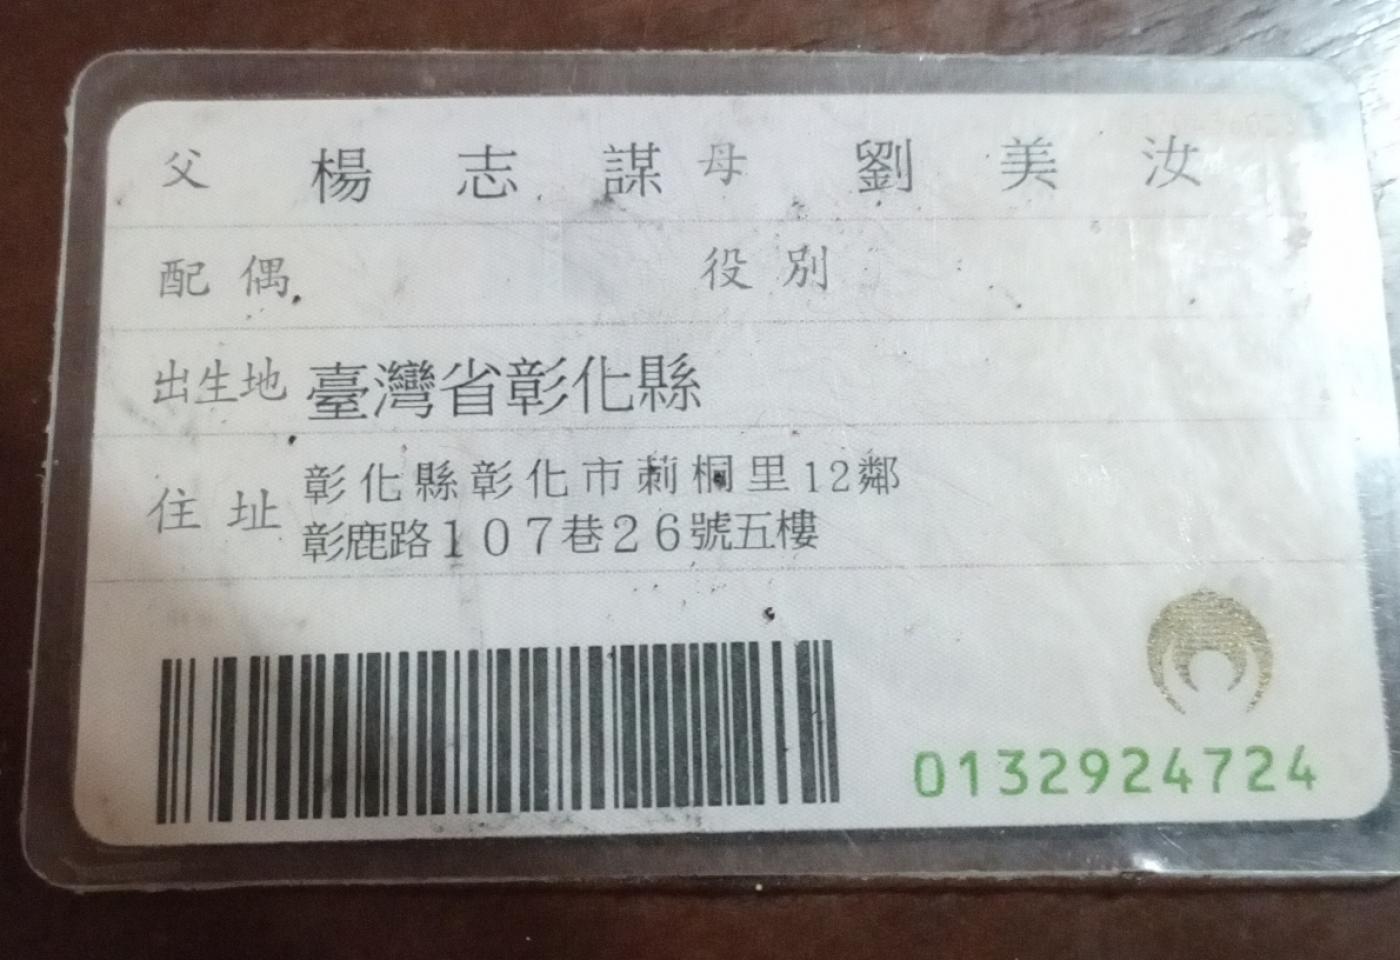 父 楊志謀 母 劉美汝
配偶 役別
出生地 臺灣省彰化縣
住址 彰化縣彰化市莿桐里12鄰
彰鹿路107巷26號五樓
0132924724